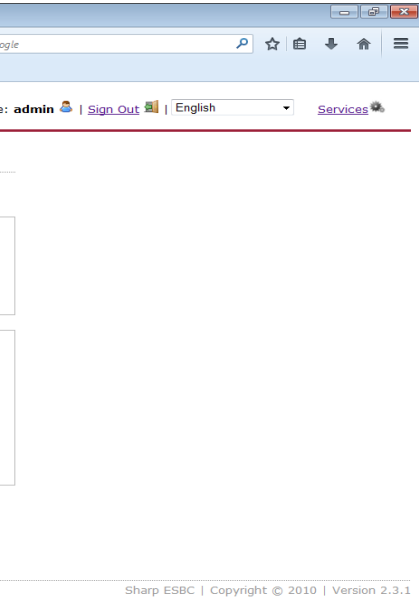 ogle
e: admin | Sign Out | English Services
Sharp ESBC | Copyright © 2010 | Version 2.3.1